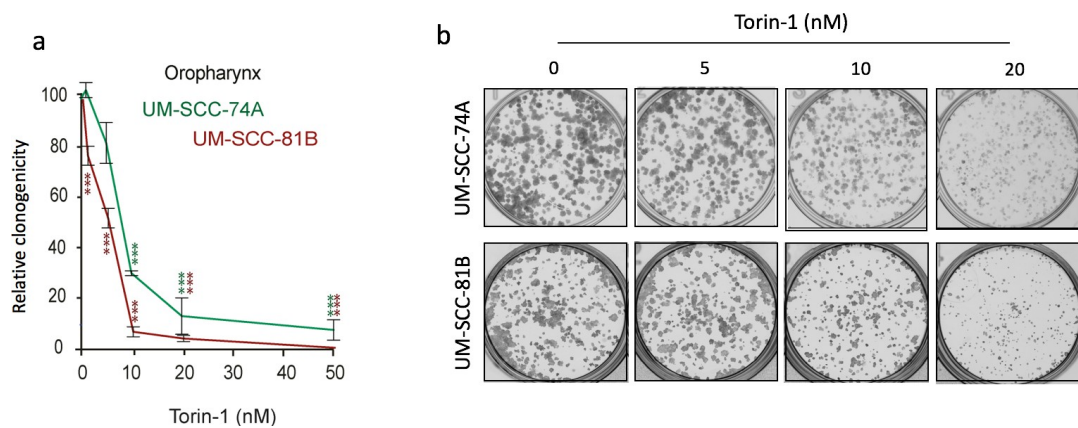 a
Oropharynx
UM-SCC-74A
UM-SCC-81B
Relative clonogenicity
100
80
60
40
20
0
***
***
***
***
***
***
***
***
0 10 20 30 40 50
Torin-1 (nM)
b
Torin-1 (nM)
0 5 10 20
UM-SCC-74A
UM-SCC-81B